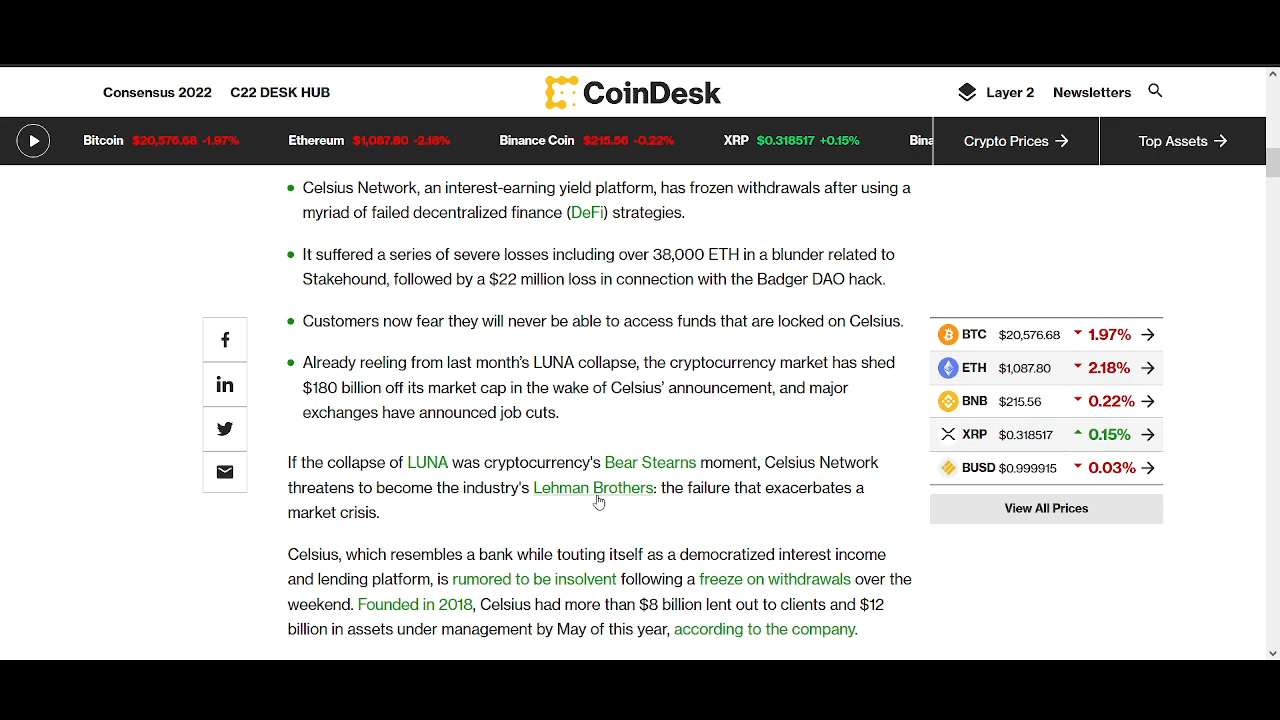 Consensus 2022 C22 DESK HUB CoinDesk Layer 2 Newsletters
Bitcoin $20,576.68 -1.97% Ethereum $1,087.80 -2.18% Binance Coin $215.56 -0.22% XRP $0.318517 +0.15% Bina Crypto Prices → Top Assets →
• Celsius Network, an interest-earning yield platform, has frozen withdrawals after using a
myriad of failed decentralized finance (DeFi) strategies.
• It suffered a series of severe losses including over 38,000 ETH in a blunder related to
Stakehound, followed by a $22 million loss in connection with the Badger DAO hack.
• Customers now fear they will never be able to access funds that are locked on Celsius.
• Already reeling from last month's LUNA collapse, the cryptocurrency market has shed
$180 billion off its market cap in the wake of Celsius' announcement, and major
exchanges have announced job cuts.
If the collapse of LUNA was cryptocurrency's Bear Stearns moment, Celsius Network
threatens to become the industry's Lehman Brothers: the failure that exacerbates a
market crisis.
Celsius, which resembles a bank while touting itself as a democratized interest income
and lending platform, is rumored to be insolvent following a freeze on withdrawals over the
weekend. Founded in 2018, Celsius had more than $8 billion lent out to clients and $12
billion in assets under management by May of this year, according to the company.
BTC $20,576.68 1.97% →
ETH $1,087.80 2.18% →
BNB $215.56 0.22% →
XRP $0.318517 0.15% →
BUSD $0.999915 0.03% →
View All Prices